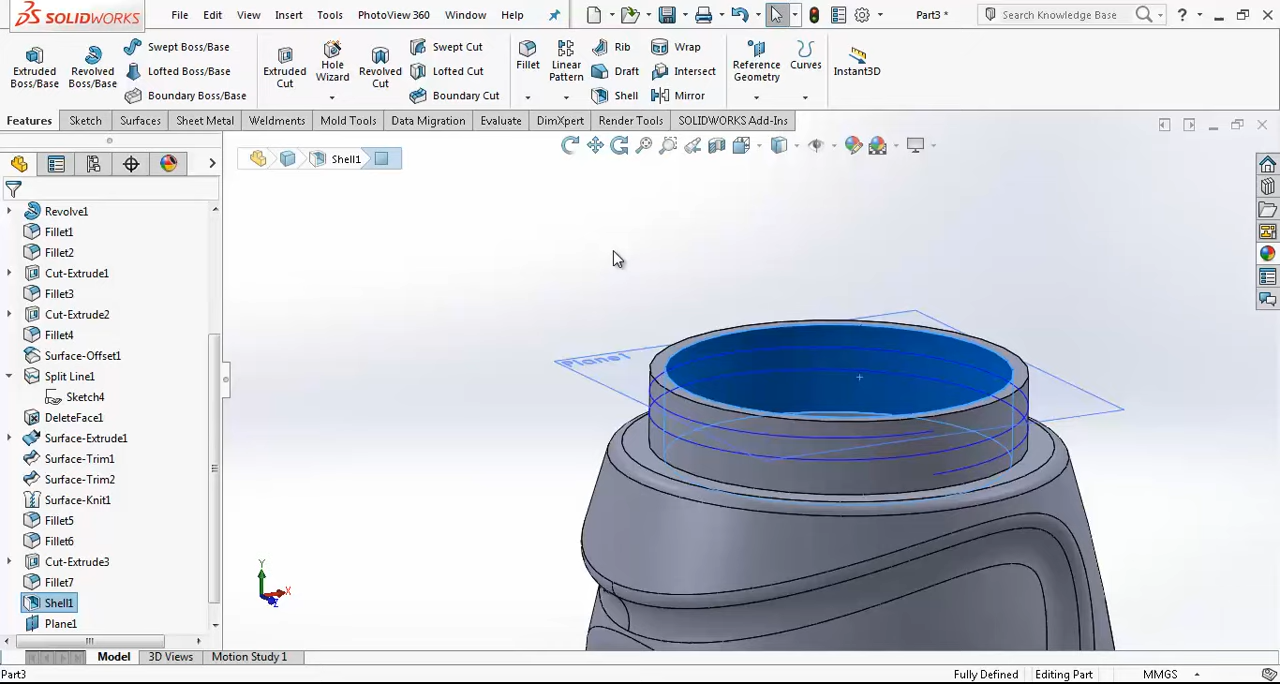 SOLIDWORKS File Edit View Insert Tools PhotoView 360 Window Help Part3 * Search Knowledge Base ?
Extruded Boss/Base
Revolved Boss/Base
Swept Boss/Base
Lofted Boss/Base
Boundary Boss/Base
Extruded Cut
Hole Wizard
Revolved Cut
Swept Cut
Lofted Cut
Boundary Cut
Fillet
Linear Pattern
Rib
Draft
Shell
Wrap
Intersect
Mirror
Reference Geometry
Curves
Instant3D
Features Sketch Surfaces Sheet Metal Weldments Mold Tools Data Migration Evaluate DimXpert Render Tools SOLIDWORKS Add-Ins
Shell1
Revolve1
Fillet1
Fillet2
Cut-Extrude1
Fillet3
Cut-Extrude2
Fillet4
Surface-Offset1
Split Line1
Sketch4
DeleteFace1
Surface-Extrude1
Surface-Trim1
Surface-Trim2
Surface-Knit1
Fillet5
Fillet6
Cut-Extrude3
Fillet7
Shell1
Plane1
Plane1
Y
X
Z
Model 3D Views Motion Study 1
Part3 Fully Defined Editing Part MMGS